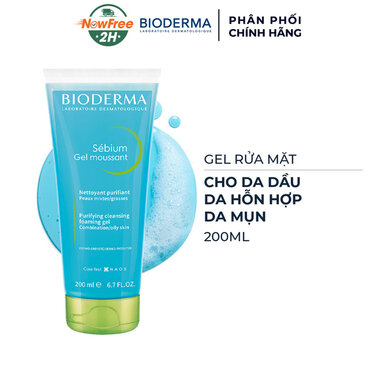 NowFree
2H
BIODERMA
LABORATOIRE DERMATOLOGIQUE
PHÂN PHỐI
CHÍNH HÃNG
BIODERMA
LABORATOIRE DERMATOLOGIQUE
Sébium
Gel moussant
Nettoyant purifiant
Peaux mixtes/grasses
Purifying cleansing
foaming gel
Combination/oily skin
200 ml e 6.7 FL.OZ.
GEL RỬA MẶT
CHO DA DẦU
DA HỖN HỢP
DA MỤN
200ML